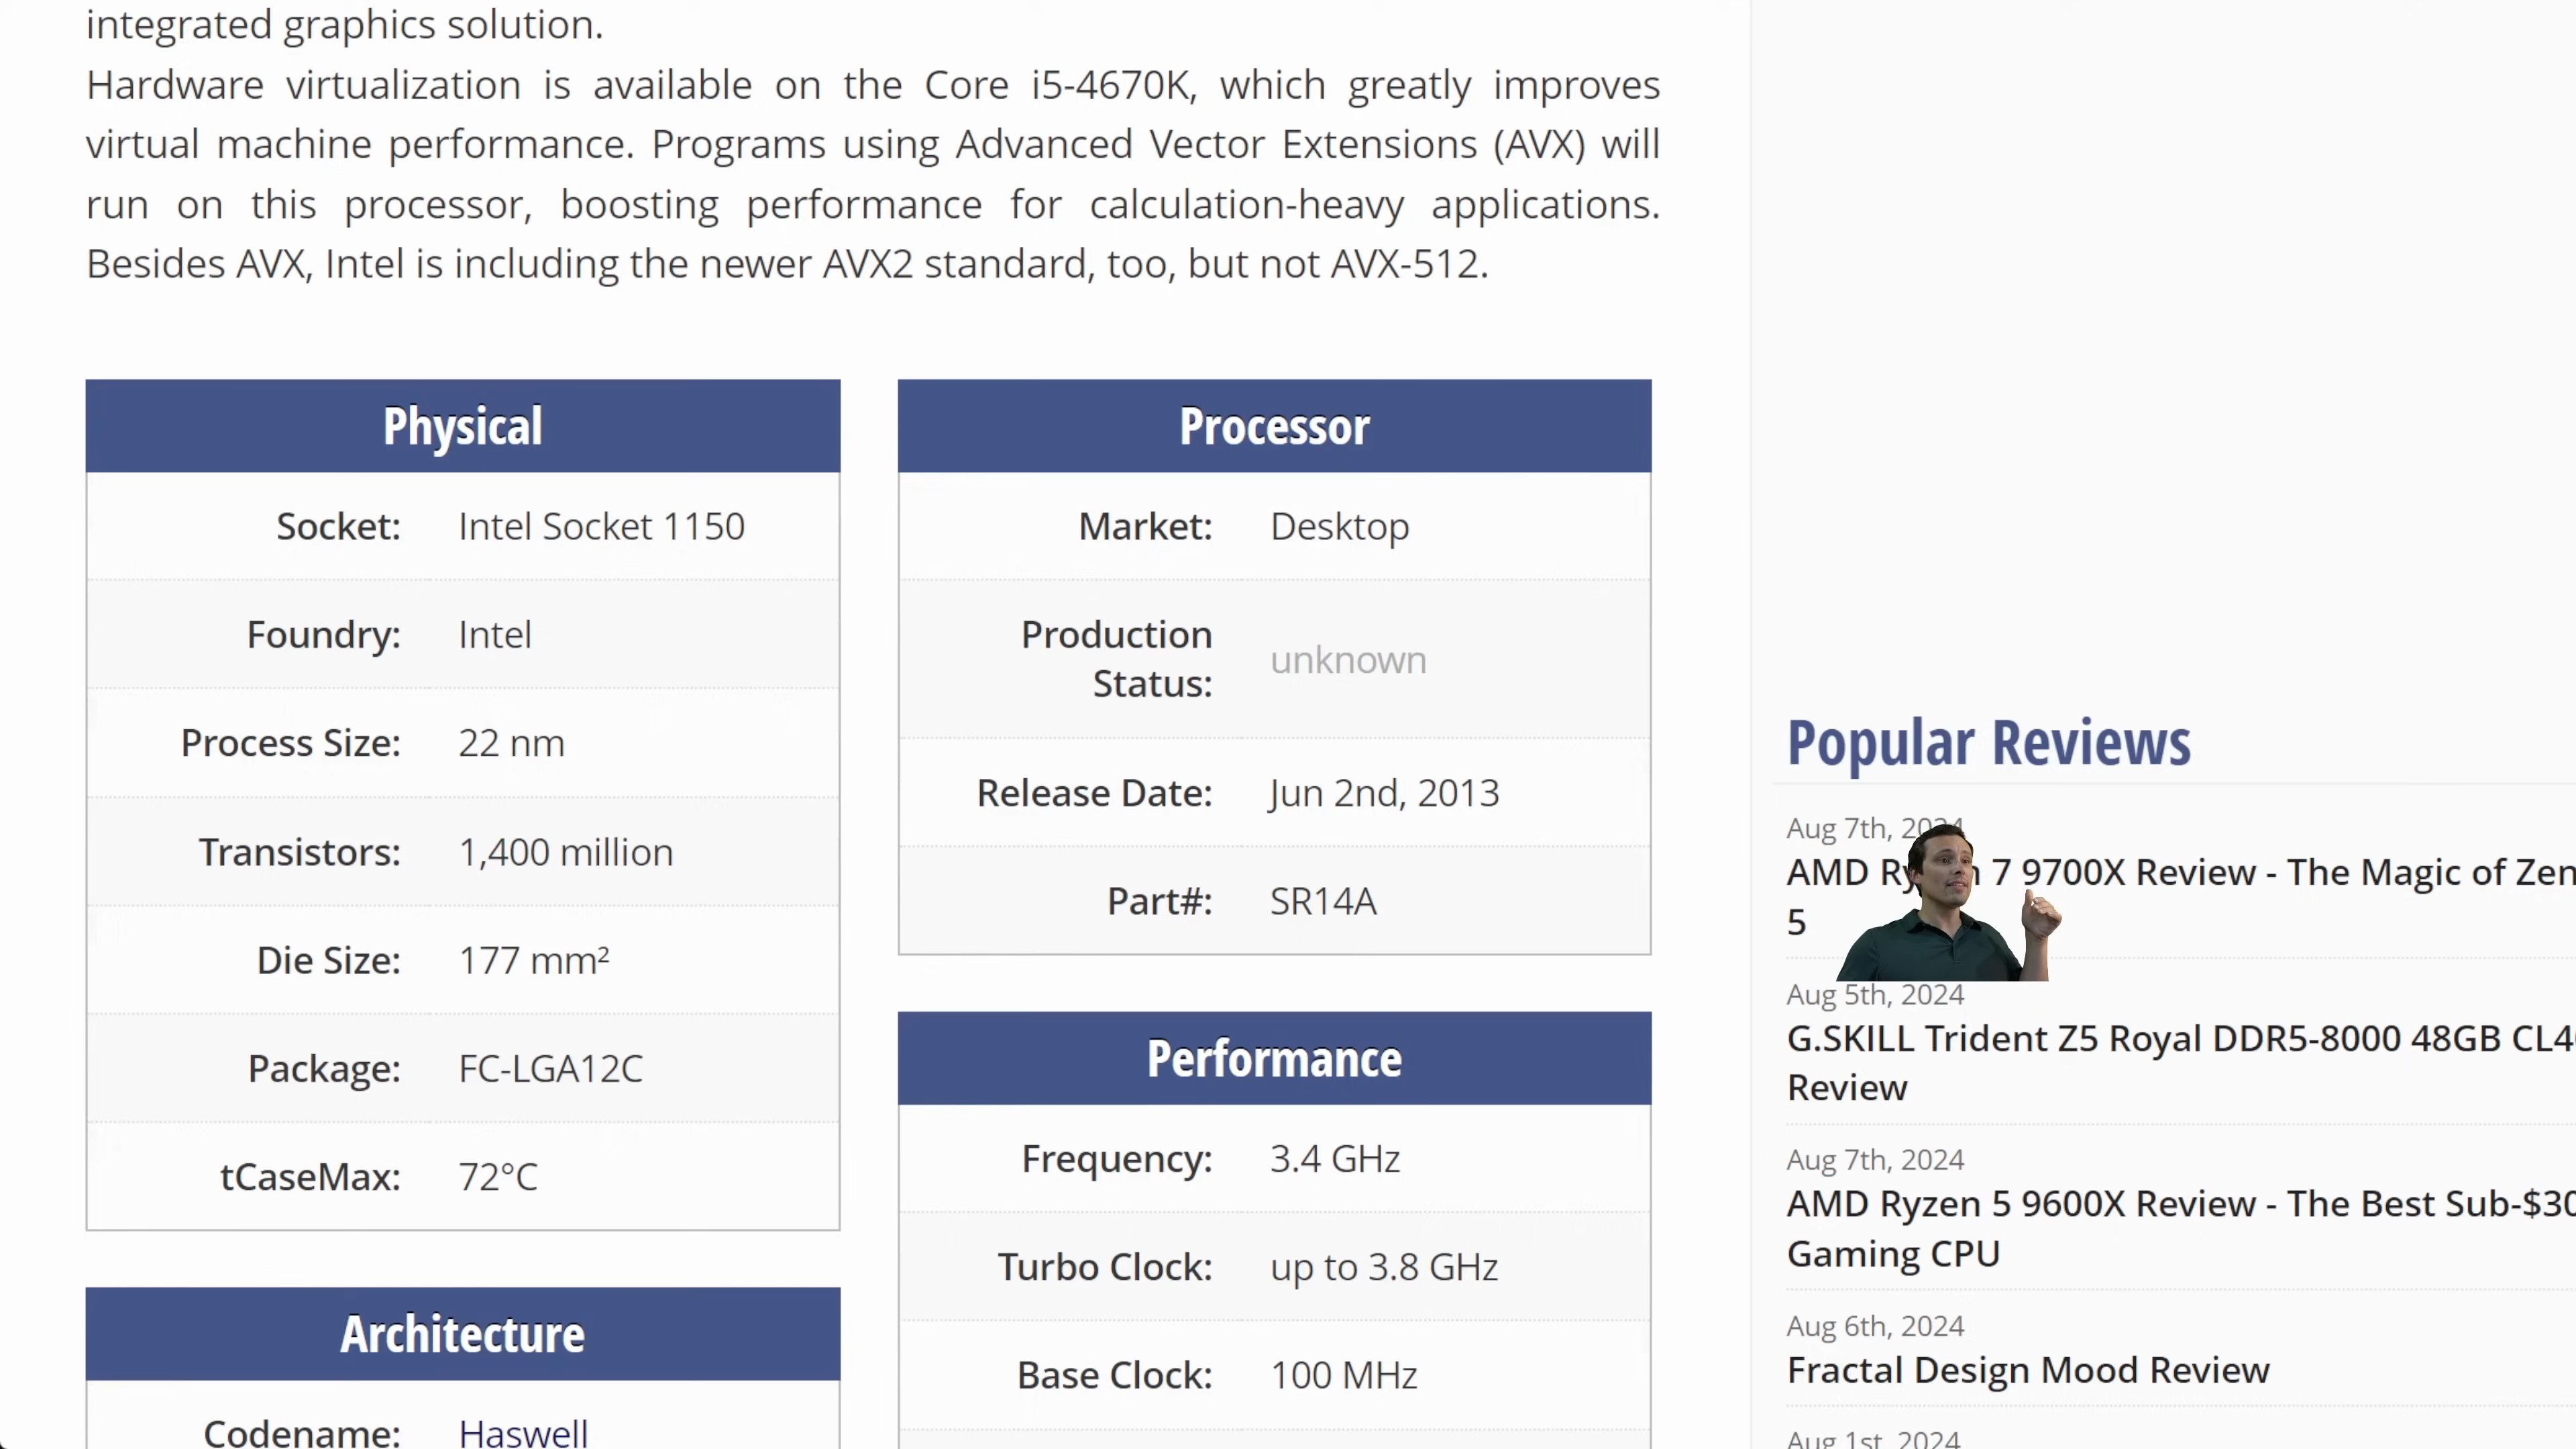 integrated graphics solution.
Hardware virtualization is available on the Core i5-4670K, which greatly improves
virtual machine performance. Programs using Advanced Vector Extensions (AVX) will
run on this processor, boosting performance for calculation-heavy applications.
Besides AVX, Intel is including the newer AVX2 standard, too, but not AVX-512.
Physical
Socket: Intel Socket 1150
Foundry: Intel
Process Size: 22 nm
Transistors: 1,400 million
Die Size: 177 mm²
Package: FC-LGA12C
tCaseMax: 72°C
Architecture
Codename: Haswell
Processor
Market: Desktop
Production
Status: unknown
Release Date: Jun 2nd, 2013
Part#: SR14A
Performance
Frequency: 3.4 GHz
Turbo Clock: up to 3.8 GHz
Base Clock: 100 MHz
Popular Reviews
Aug 7th, 2024
AMD 7 9700X Review - The Magic of Zen
5
Aug 5th, 2024
G.SKILL Trident Z5 Royal DDR5-8000 48GB
Review
Aug 7th, 2024
AMD Ryzen 5 9600X Review - The Best
Gaming CPU
Aug 6th, 2024
Fractal Design Mood Review
Aug 1st, 2024